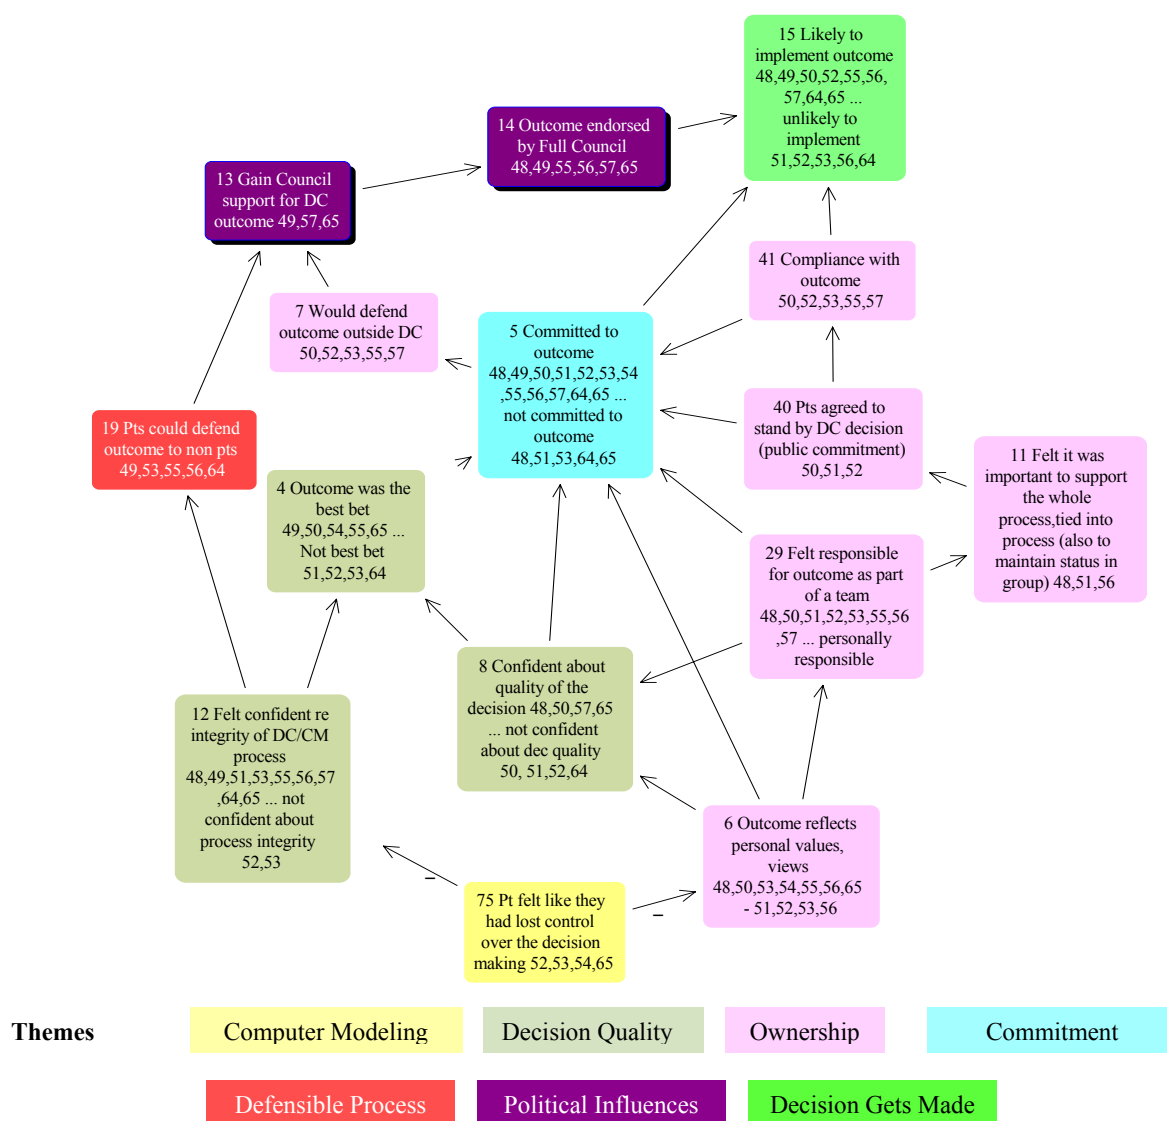 15 Likely to
implement outcome
48,49,50,52,55,56,
57,64,65 ...
unlikely to
implement
51,52,53,56,64
14 Outcome endorsed
by Full Council
48,49,55,56,57,65
13 Gain Council
support for DC
outcome 49,57,65
41 Compliance with
outcome
50,52,53,55,57
7 Would defend
outcome outside DC
50,52,53,55,57
5 Committed to
outcome
48,49,50,51,52,53,54
,55,56,57,64,65 ...
not committed to
outcome
48,51,53,64,65
40 Pts agreed to
stand by DC decision
(public commitment)
50,51,52
19 Pts could defend
outcome to non pts
49,53,55,56,64
11 Felt it was
important to support
the whole
process,tied into
process (also to
maintain status in
group) 48,51,56
4 Outcome was the
best bet
49,50,54,55,65 ...
Not best bet
51,52,53,64
29 Felt responsible
for outcome as part
of a team
48,50,51,52,53,55,56
,57 ... personally
responsible
8 Confident about
quality of the
decision 48,50,57,65
... not confident
about dec quality
50, 51,52,64
12 Felt confident re
integrity of DC/CM
process
48,49,51,53,55,56,57
,64,65 ... not
confident about
process integrity
52,53
6 Outcome reflects
personal values,
views
48,50,53,54,55,56,65
- 51,52,53,56
75 Pt felt like they
had lost control
over the decision
making 52,53,54,65
–
–
Themes
Computer Modeling
Decision Quality
Ownership
Commitment
Defensible Process
Political Influences
Decision Gets Made